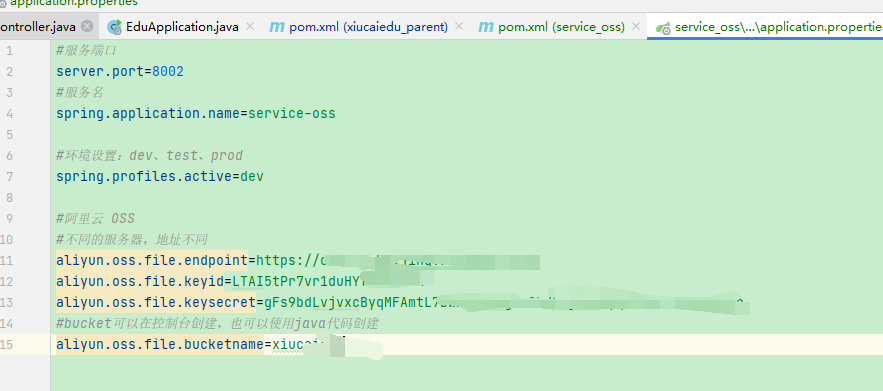 application.properties
ontroller.java EduApplication.java pom.xml (xiucaiedu_parent) pom.xml (service_oss) service_oss\...\application.propertie
1 #服务端口
2 server.port=8002
3 #服务名
4 spring.application.name=service-oss
5
6 #环境设置：dev、test、prod
7 spring.profiles.active=dev
8
9 #阿里云 OSS
10 #不同的服务器，地址不同
11 aliyun.oss.file.endpoint=https://
12 aliyun.oss.file.keyid=LTAI5tPr7vr1duHY
13 aliyun.oss.file.keysecret=gFs9bdLvjvxcByqMFAmtL7
14 #bucket可以在控制台创建，也可以使用java代码创建
15 aliyun.oss.file.bucketname=xiucai